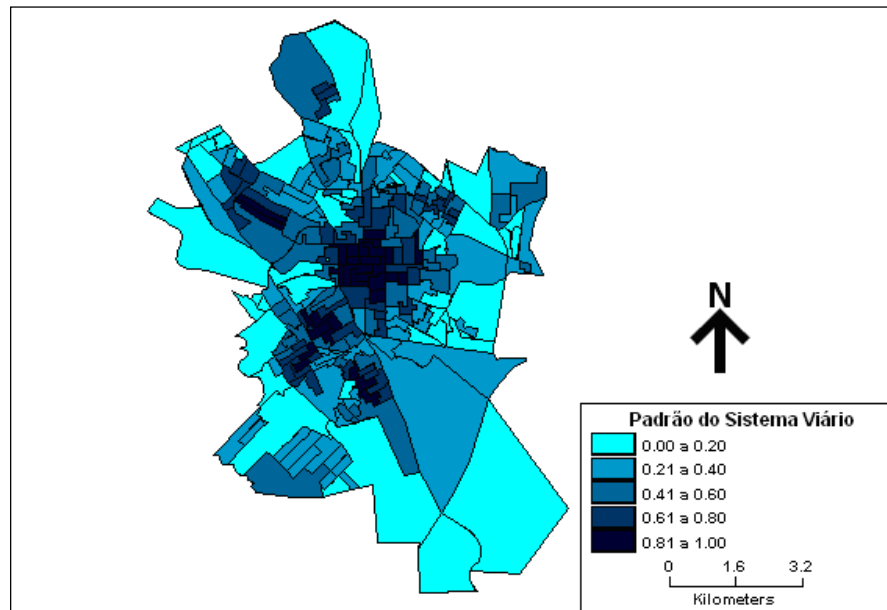 N
Padrão do Sistema Viário
0.00 a 0.20
0.21 a 0.40
0.41 a 0.60
0.61 a 0.80
0.81 a 1.00
0 1.6 3.2
Kilometers